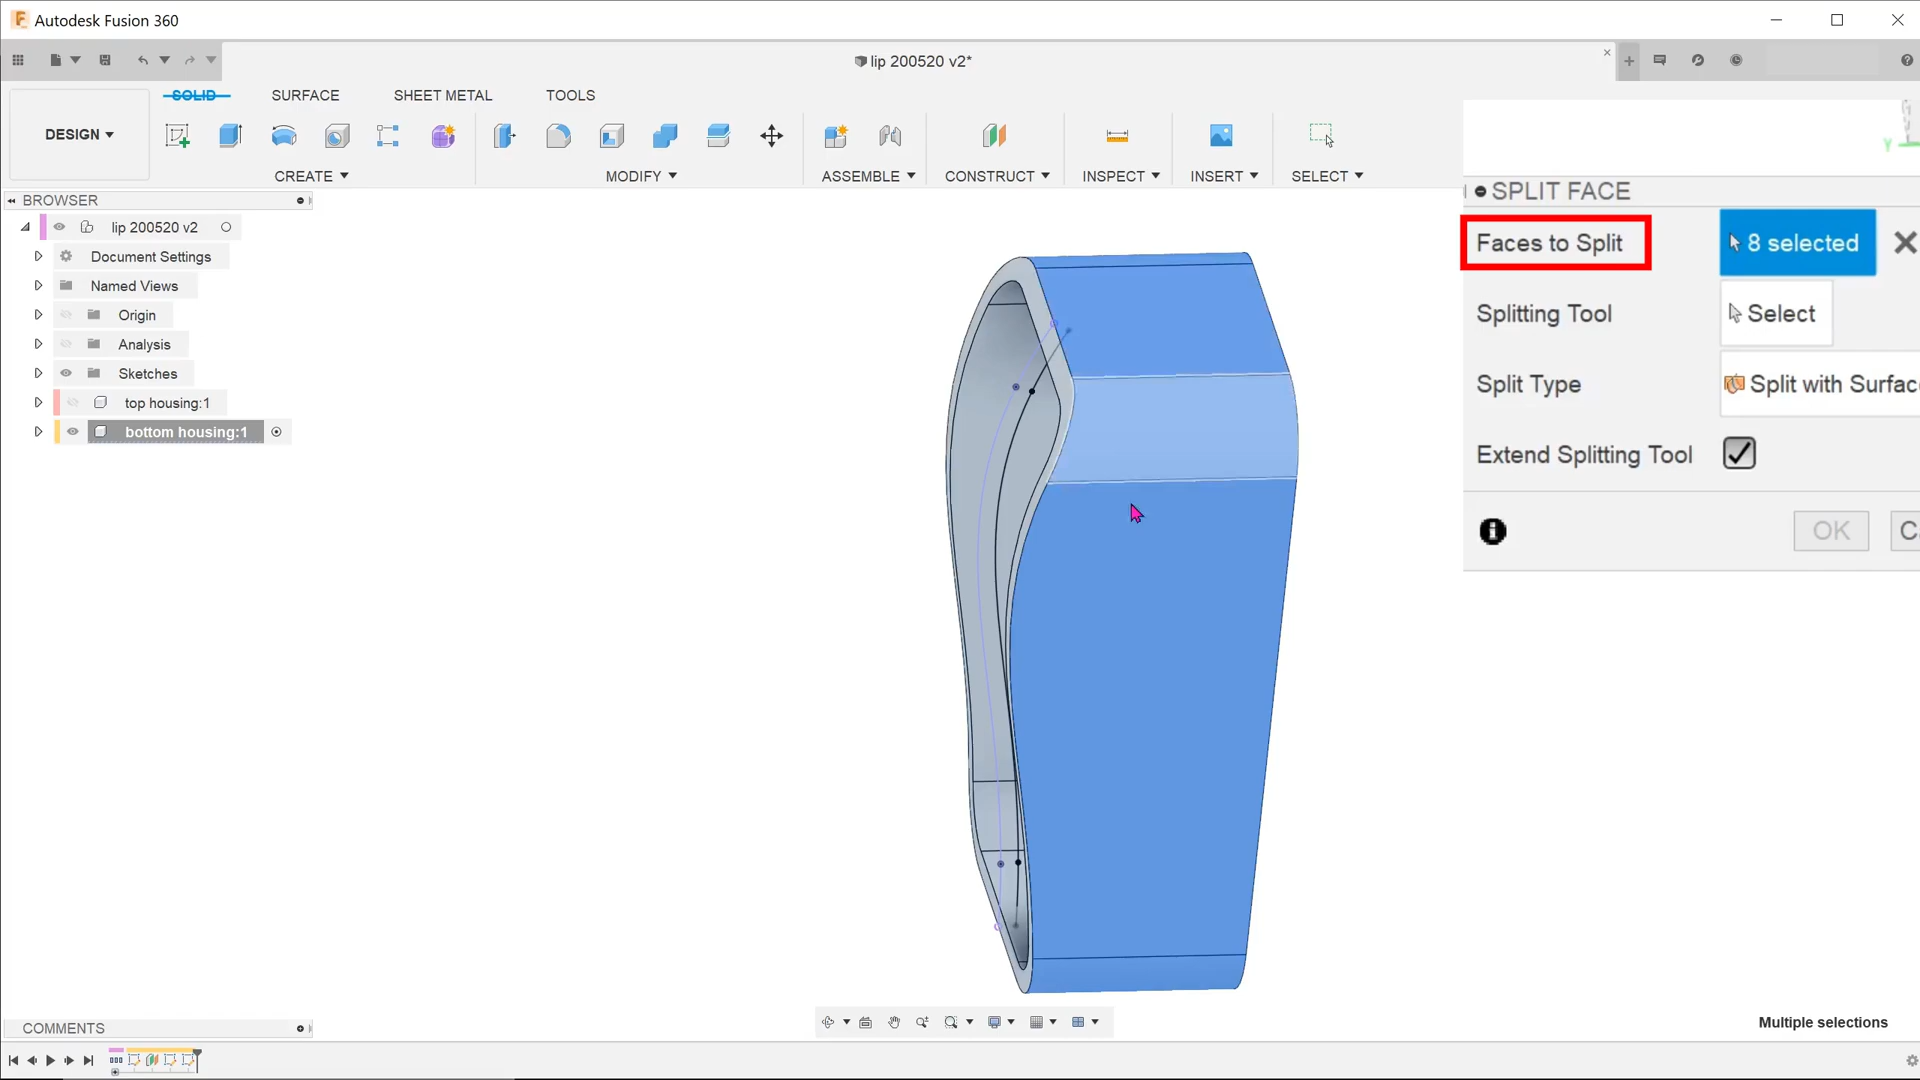 Autodesk Fusion 360
lip 200520 v2*
SOLID
SURFACE
SHEET METAL
TOOLS
DESIGN
CREATE
MODIFY
ASSEMBLE
CONSTRUCT
INSPECT
INSERT
SELECT
BROWSER
lip 200520 v2
Document Settings
Named Views
Origin
Analysis
Sketches
top housing:1
bottom housing:1
Y
SPLIT FACE
Faces to Split
8 selected
Splitting Tool
Select
Split Type
Split with Surfac
Extend Splitting Tool
OK
Ca
COMMENTS
Multiple selections